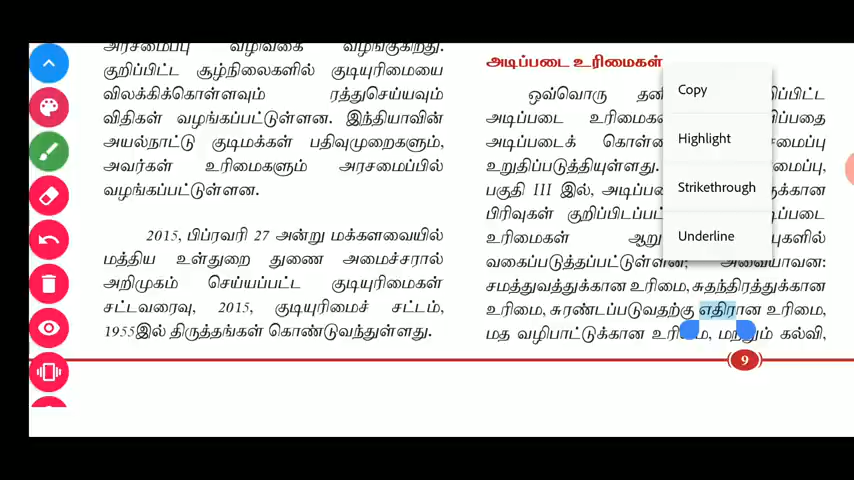 அரசமைப்பு வழிவகை வழங்குகிறது.
குறிப்பிட்ட சூழ்நிலைகளில் குடியுரிமையை
விலக்கிக்கொள்ளவும் ரத்துசெய்யவும்
விதிகள் வழங்கப்பட்டுள்ளன. இந்தியாவின்
அயல்நாட்டு குடிமக்கள் பதிவுமுறைகளும்,
அவர்கள் உரிமைகளும் அரசமைப்பில்
வழங்கப்பட்டுள்ளன.
2015, பிப்ரவரி 27 அன்று மக்களவையில்
மத்திய உள்துறை துணை அமைச்சரால்
அறிமுகம் செய்யப்பட்ட குடியுரிமைகள்
சட்டவரைவு, 2015, குடியுரிமைச் சட்டம்,
1955இல் திருத்தங்கள் கொண்டுவந்துள்ளது.
அடிப்படை உரிமைகள்
ஒவ்வொரு
அடிப்படை
அடிப்படைக்
உறுதிப்படுத்தியுள்ளது.
பகுதி III இல்,
பிரிவுகள்
உரிமைகள்
வகைப்படுத்தப்பட்டுள்ளன; அவையாவன:
சமத்துவத்துக்கான உரிமை, சுதந்திரத்துக்கான
உரிமை, சுரண்டப்படுவதற்கு எதிரான உரிமை,
மத வழிபாட்டுக்கான உரிமை, மற்றும் கல்வி,
Copy
Highlight
Strikethrough
Underline
9